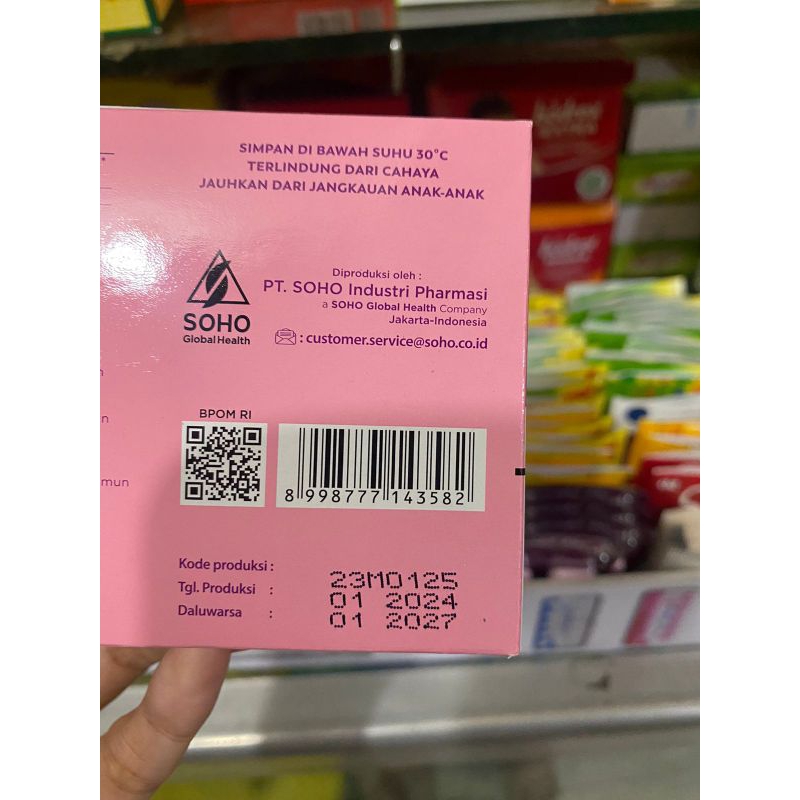 SIMPAN DI BAWAH SUHU 30°C
TERLINDUNG DARI CAHAYA
JAUHKAN DARI JANGKAUAN ANAK-ANAK
SOHO
Global Health
Diproduksi oleh :
PT. SOHO Industri Pharmasi
a SOHO Global Health Company
Jakarta-Indonesia
: customer.service@soho.co.id
BPOM RI
8 998777 143582
mun
Kode produksi : 23M0125
Tgl. Produksi : 01 2024
Daluwarsa : 01 2027